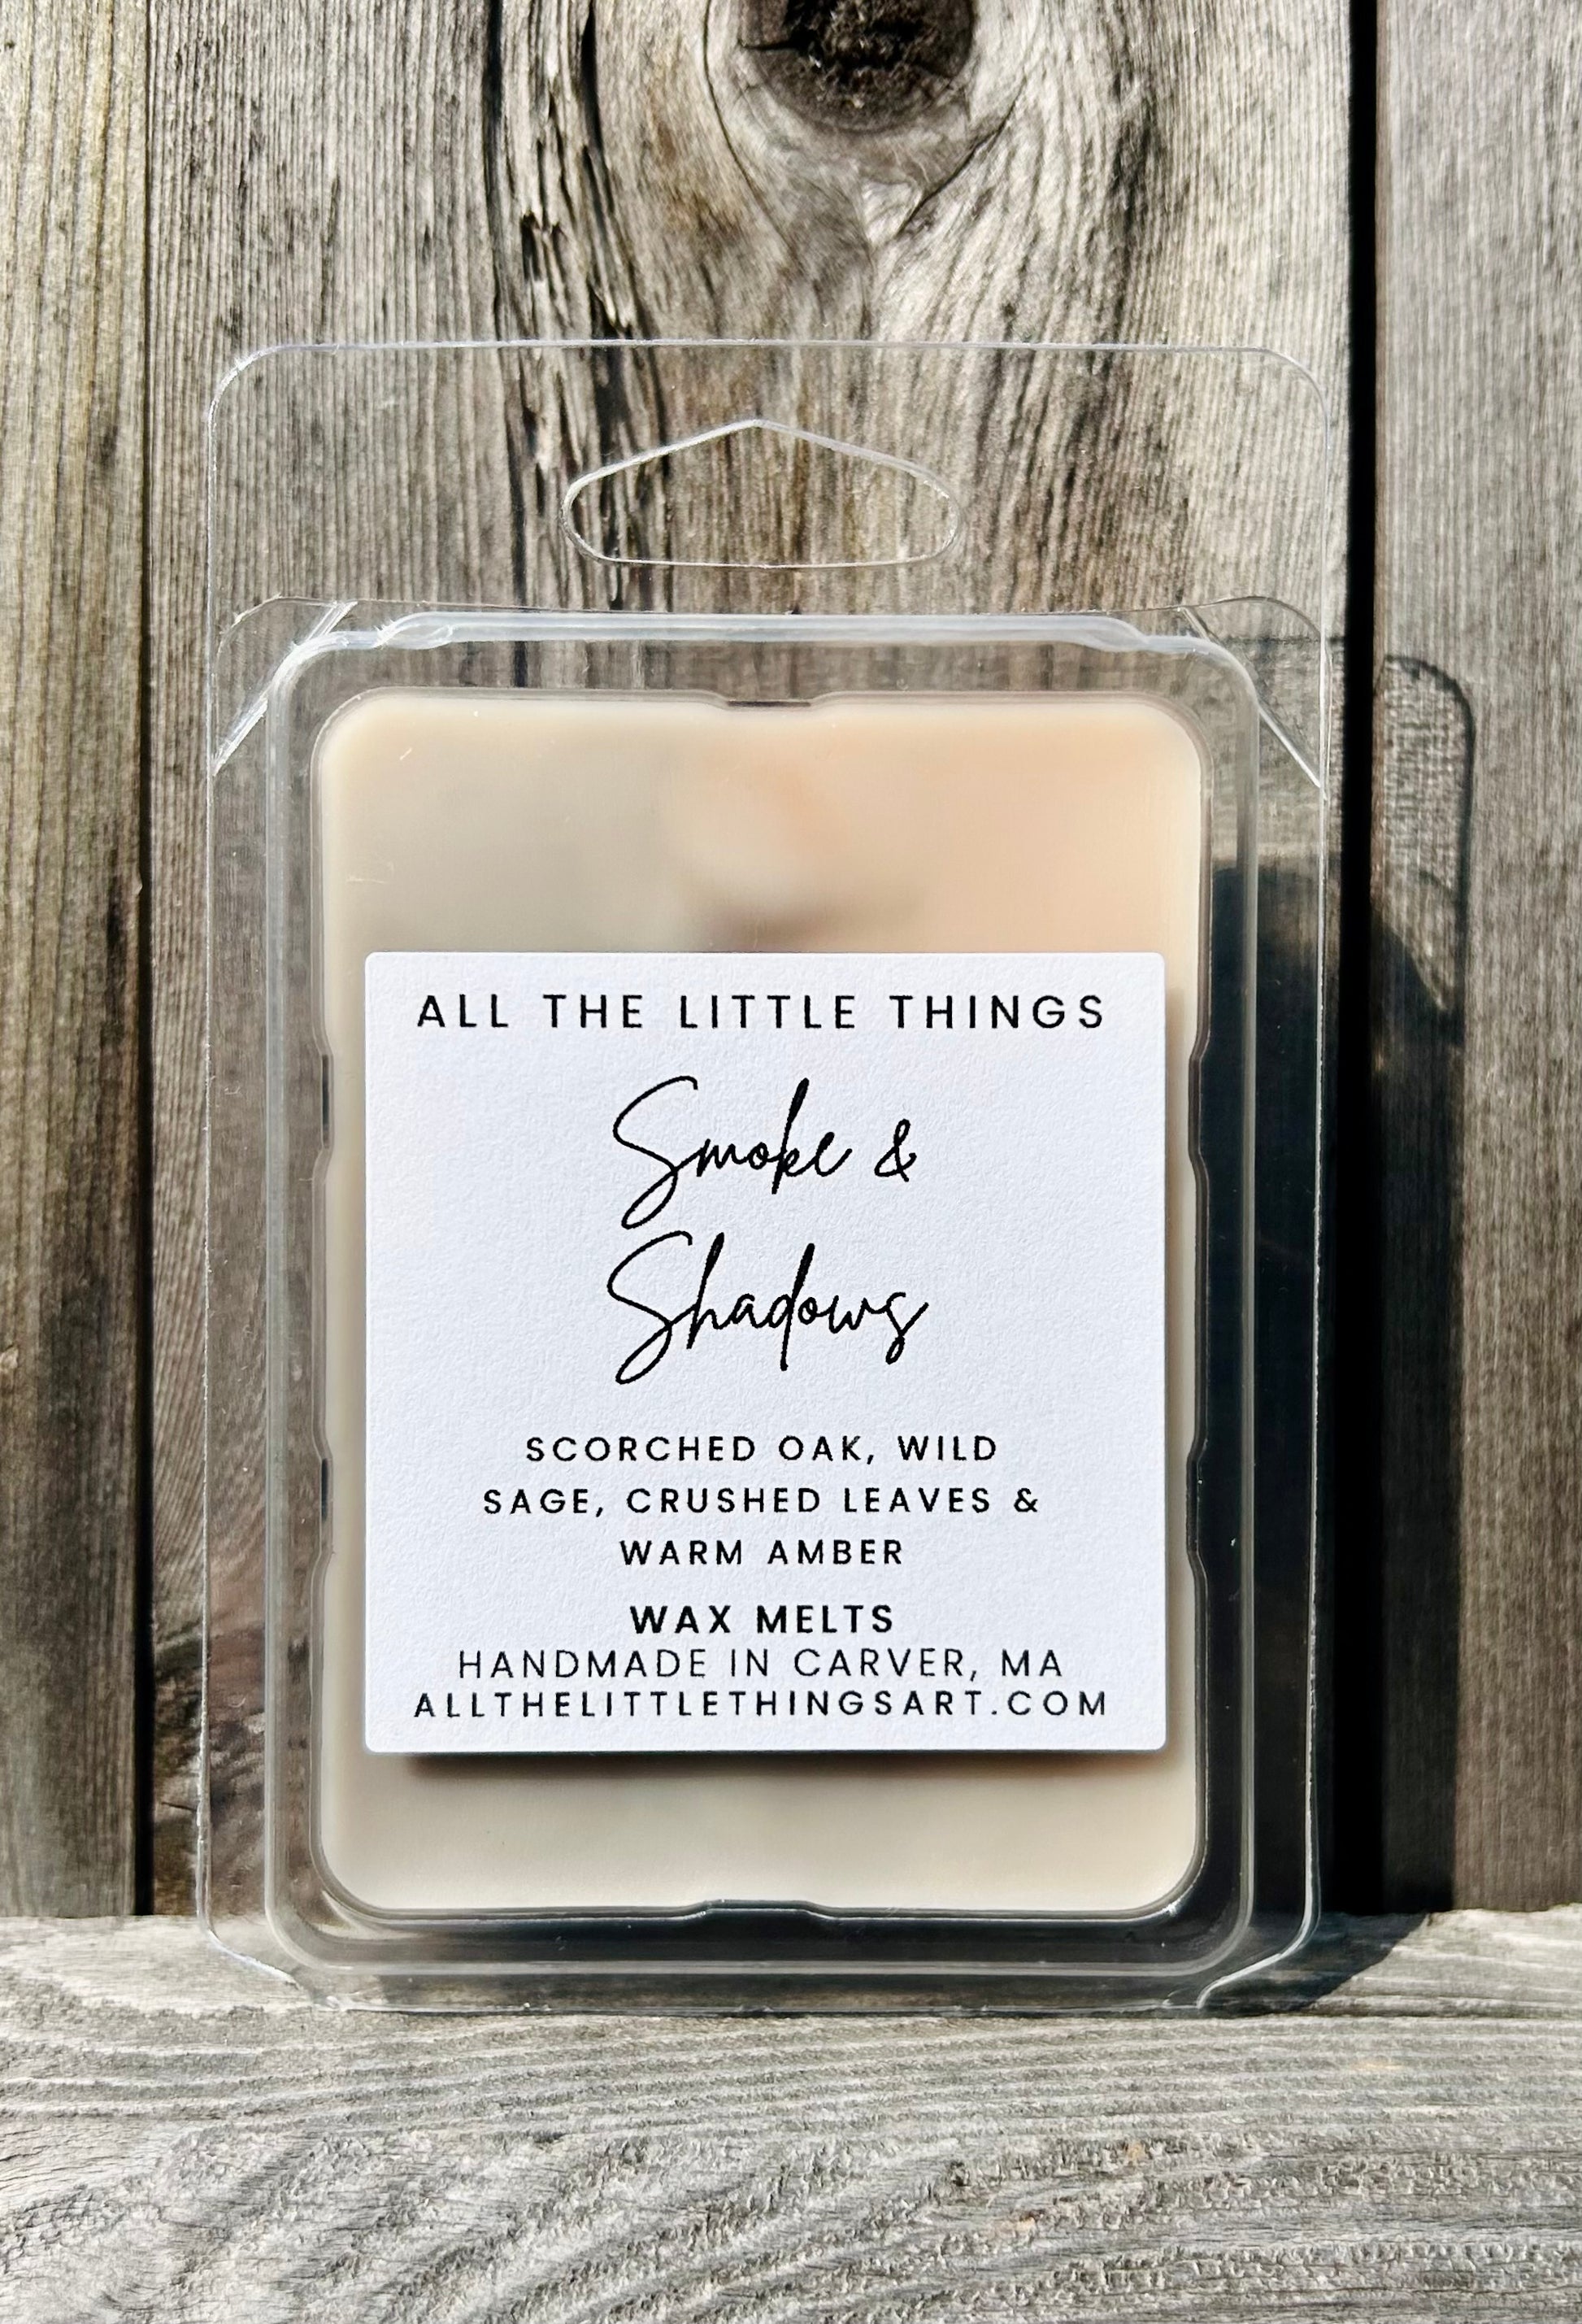 ALL THE LITTLE THINGS
Smoke &
Shadows
SCORCHED OAK, WILD
SAGE, CRUSHED LEAVES &
WARM AMBER
WAX MELTS
HANDMADE IN CARVER, MA
ALLTHELITTLETHINGSART.COM